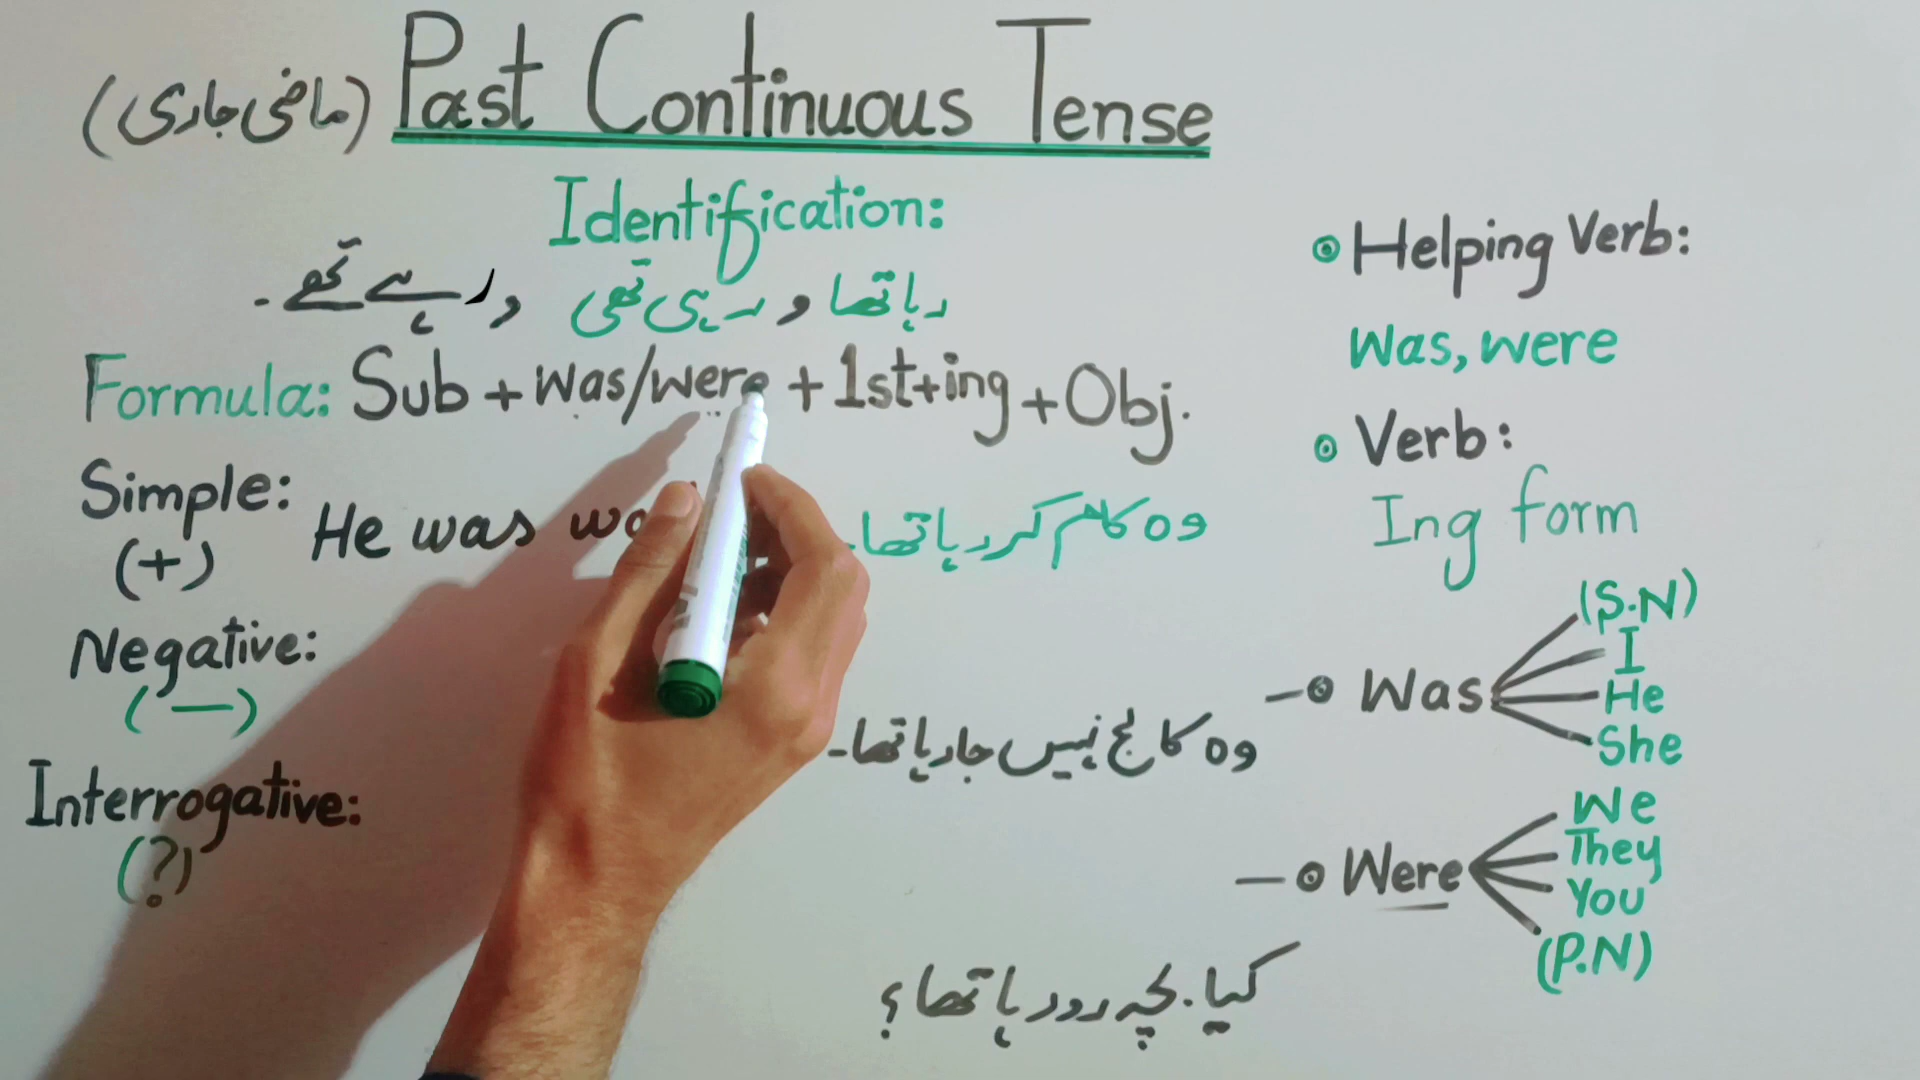 Past Continuous Tense (ماضی جاری)
Identification:
رہا تھا و رہی تھی و رہے تھے۔
Formula: Sub + Was/were + 1st+ing + Obj.
Simple:
(+)
He was
وہ کام کر رہا تھا۔
Negative:
(—)
وہ کالج نہیں جا رہا تھا۔
Interrogative:
(?)
کیا بچہ رو رہا تھا؟
Helping Verb:
Was, were
Verb:
Ing form
Was
(S.N)
I
He
She
Were
We
They
You
(P.N)